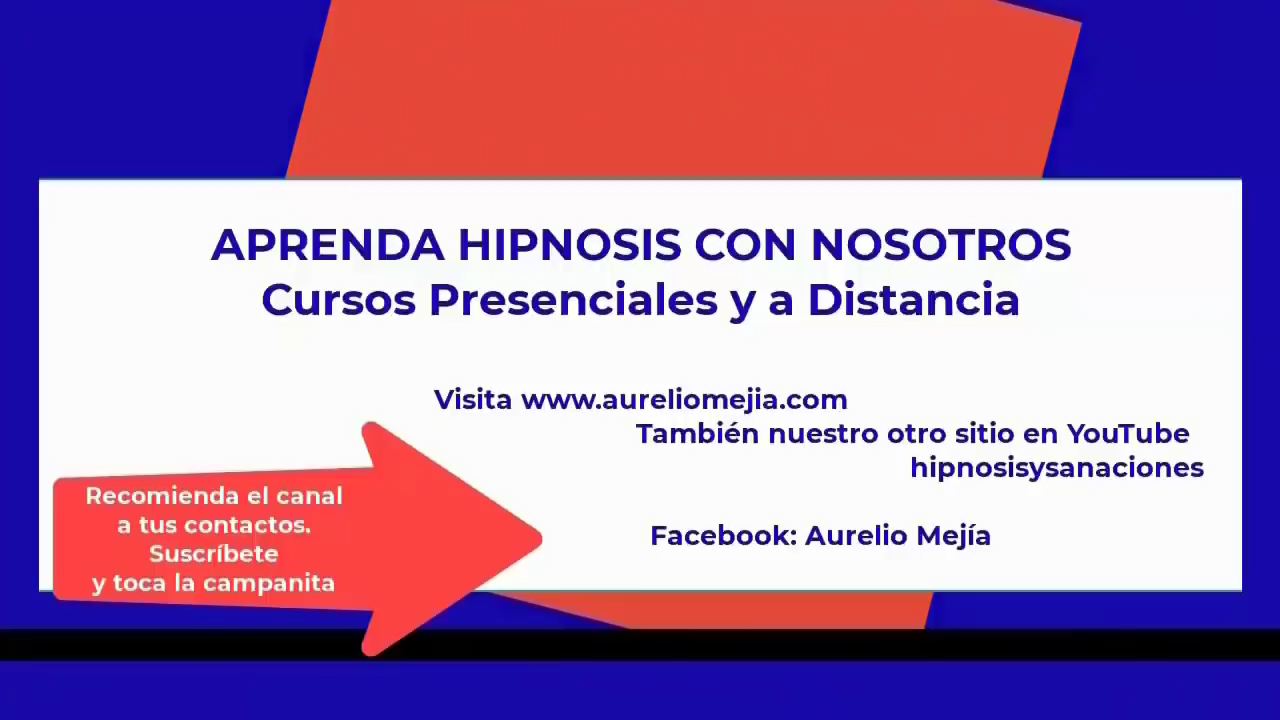 APRENDA HIPNOSIS CON NOSOTROS
Cursos Presenciales y a Distancia
Visita www.aureliomejia.com
También nuestro otro sitio en YouTube
hipnosisysanaciones
Facebook: Aurelio Mejía
Recomienda el canal
a tus contactos.
Suscríbete
y toca la campanita